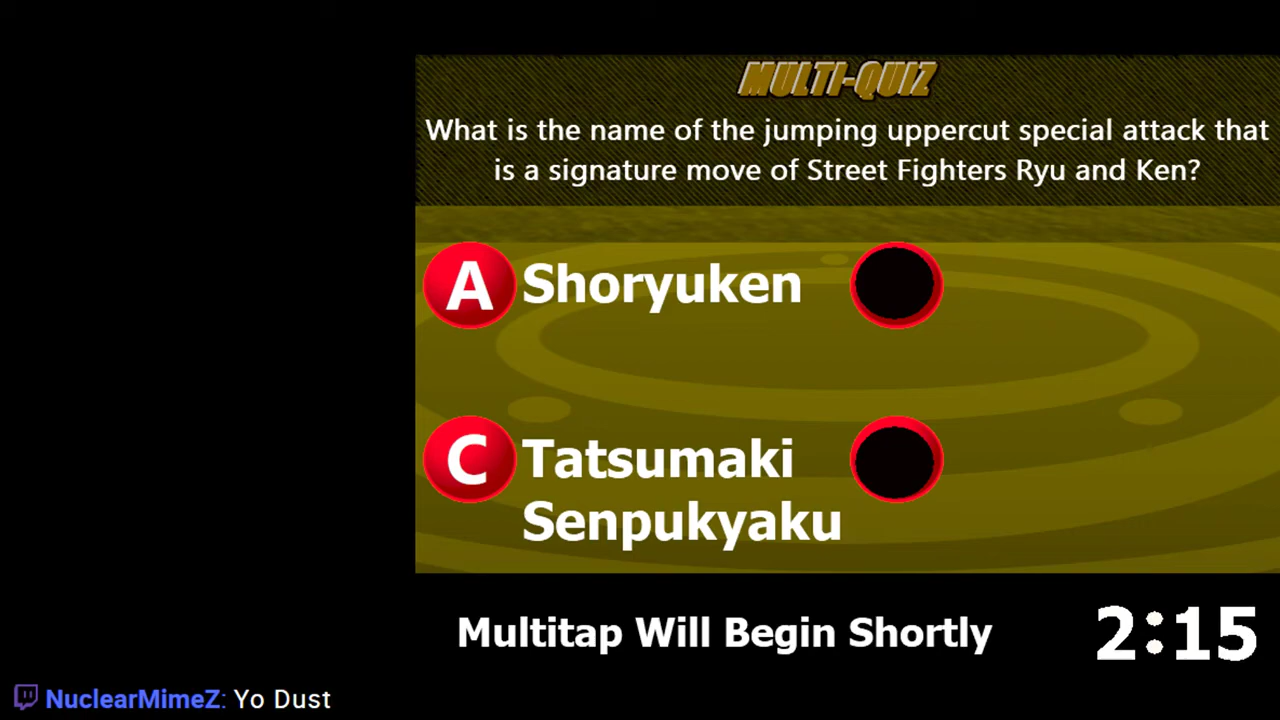 MULTI-QUIZ
What is the name of the jumping uppercut special attack that
is a signature move of Street Fighters Ryu and Ken?
A Shoryuken
C Tatsumaki
Senpukyaku
Multitap Will Begin Shortly 2:15
NuclearMimeZ: Yo Dust